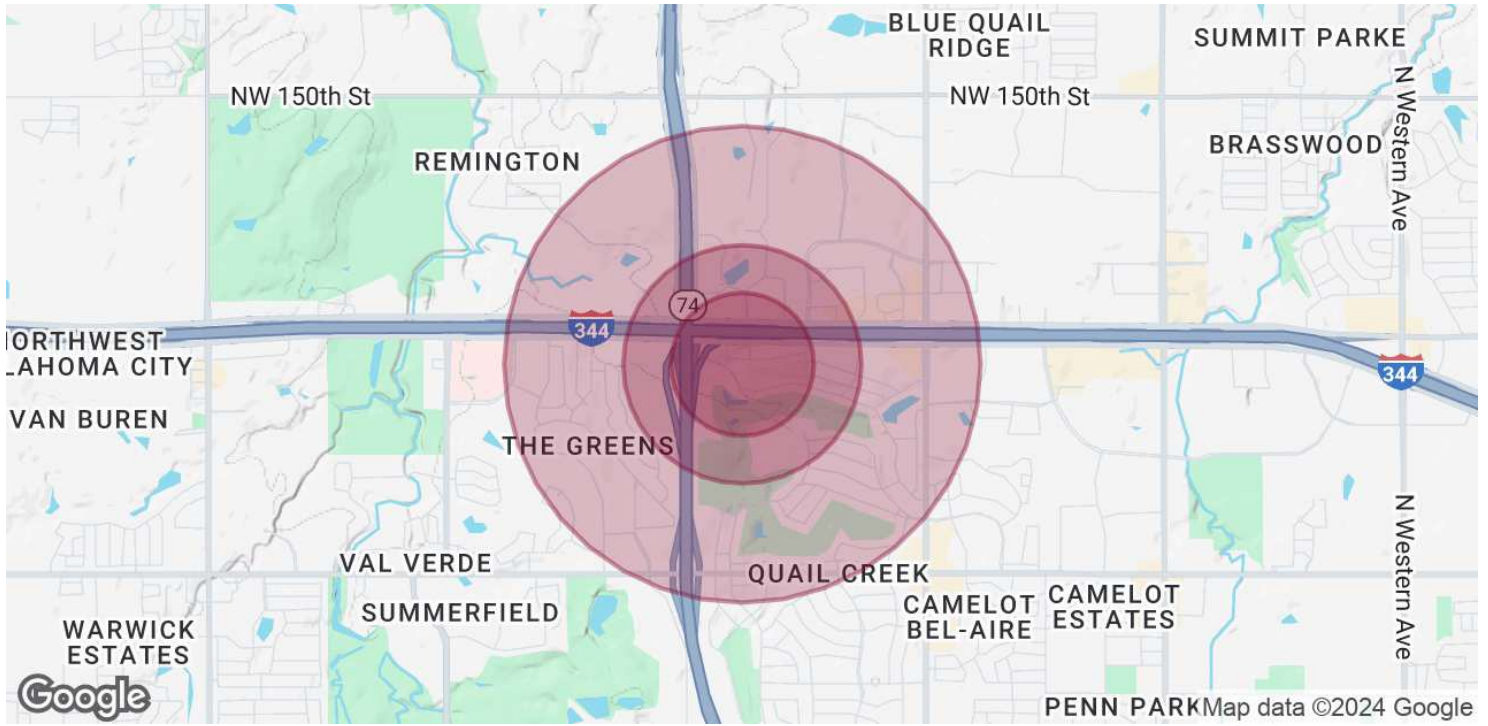 BLUE QUAIL
RIDGE
SUMMIT PARKE
NW 150th St
NW 150th St
N Western Ave
REMINGTON
BRASSWOOD
74
344
ORTHWEST
LAHOMA CITY
344
VAN BUREN
THE GREENS
VAL VERDE
QUAIL CREEK
SUMMERFIELD
CAMELOT
BEL-AIRE
CAMELOT
ESTATES
N Western Ave
WARWICK
ESTATES
Google
PENN PARK
Map data ©2024 Google